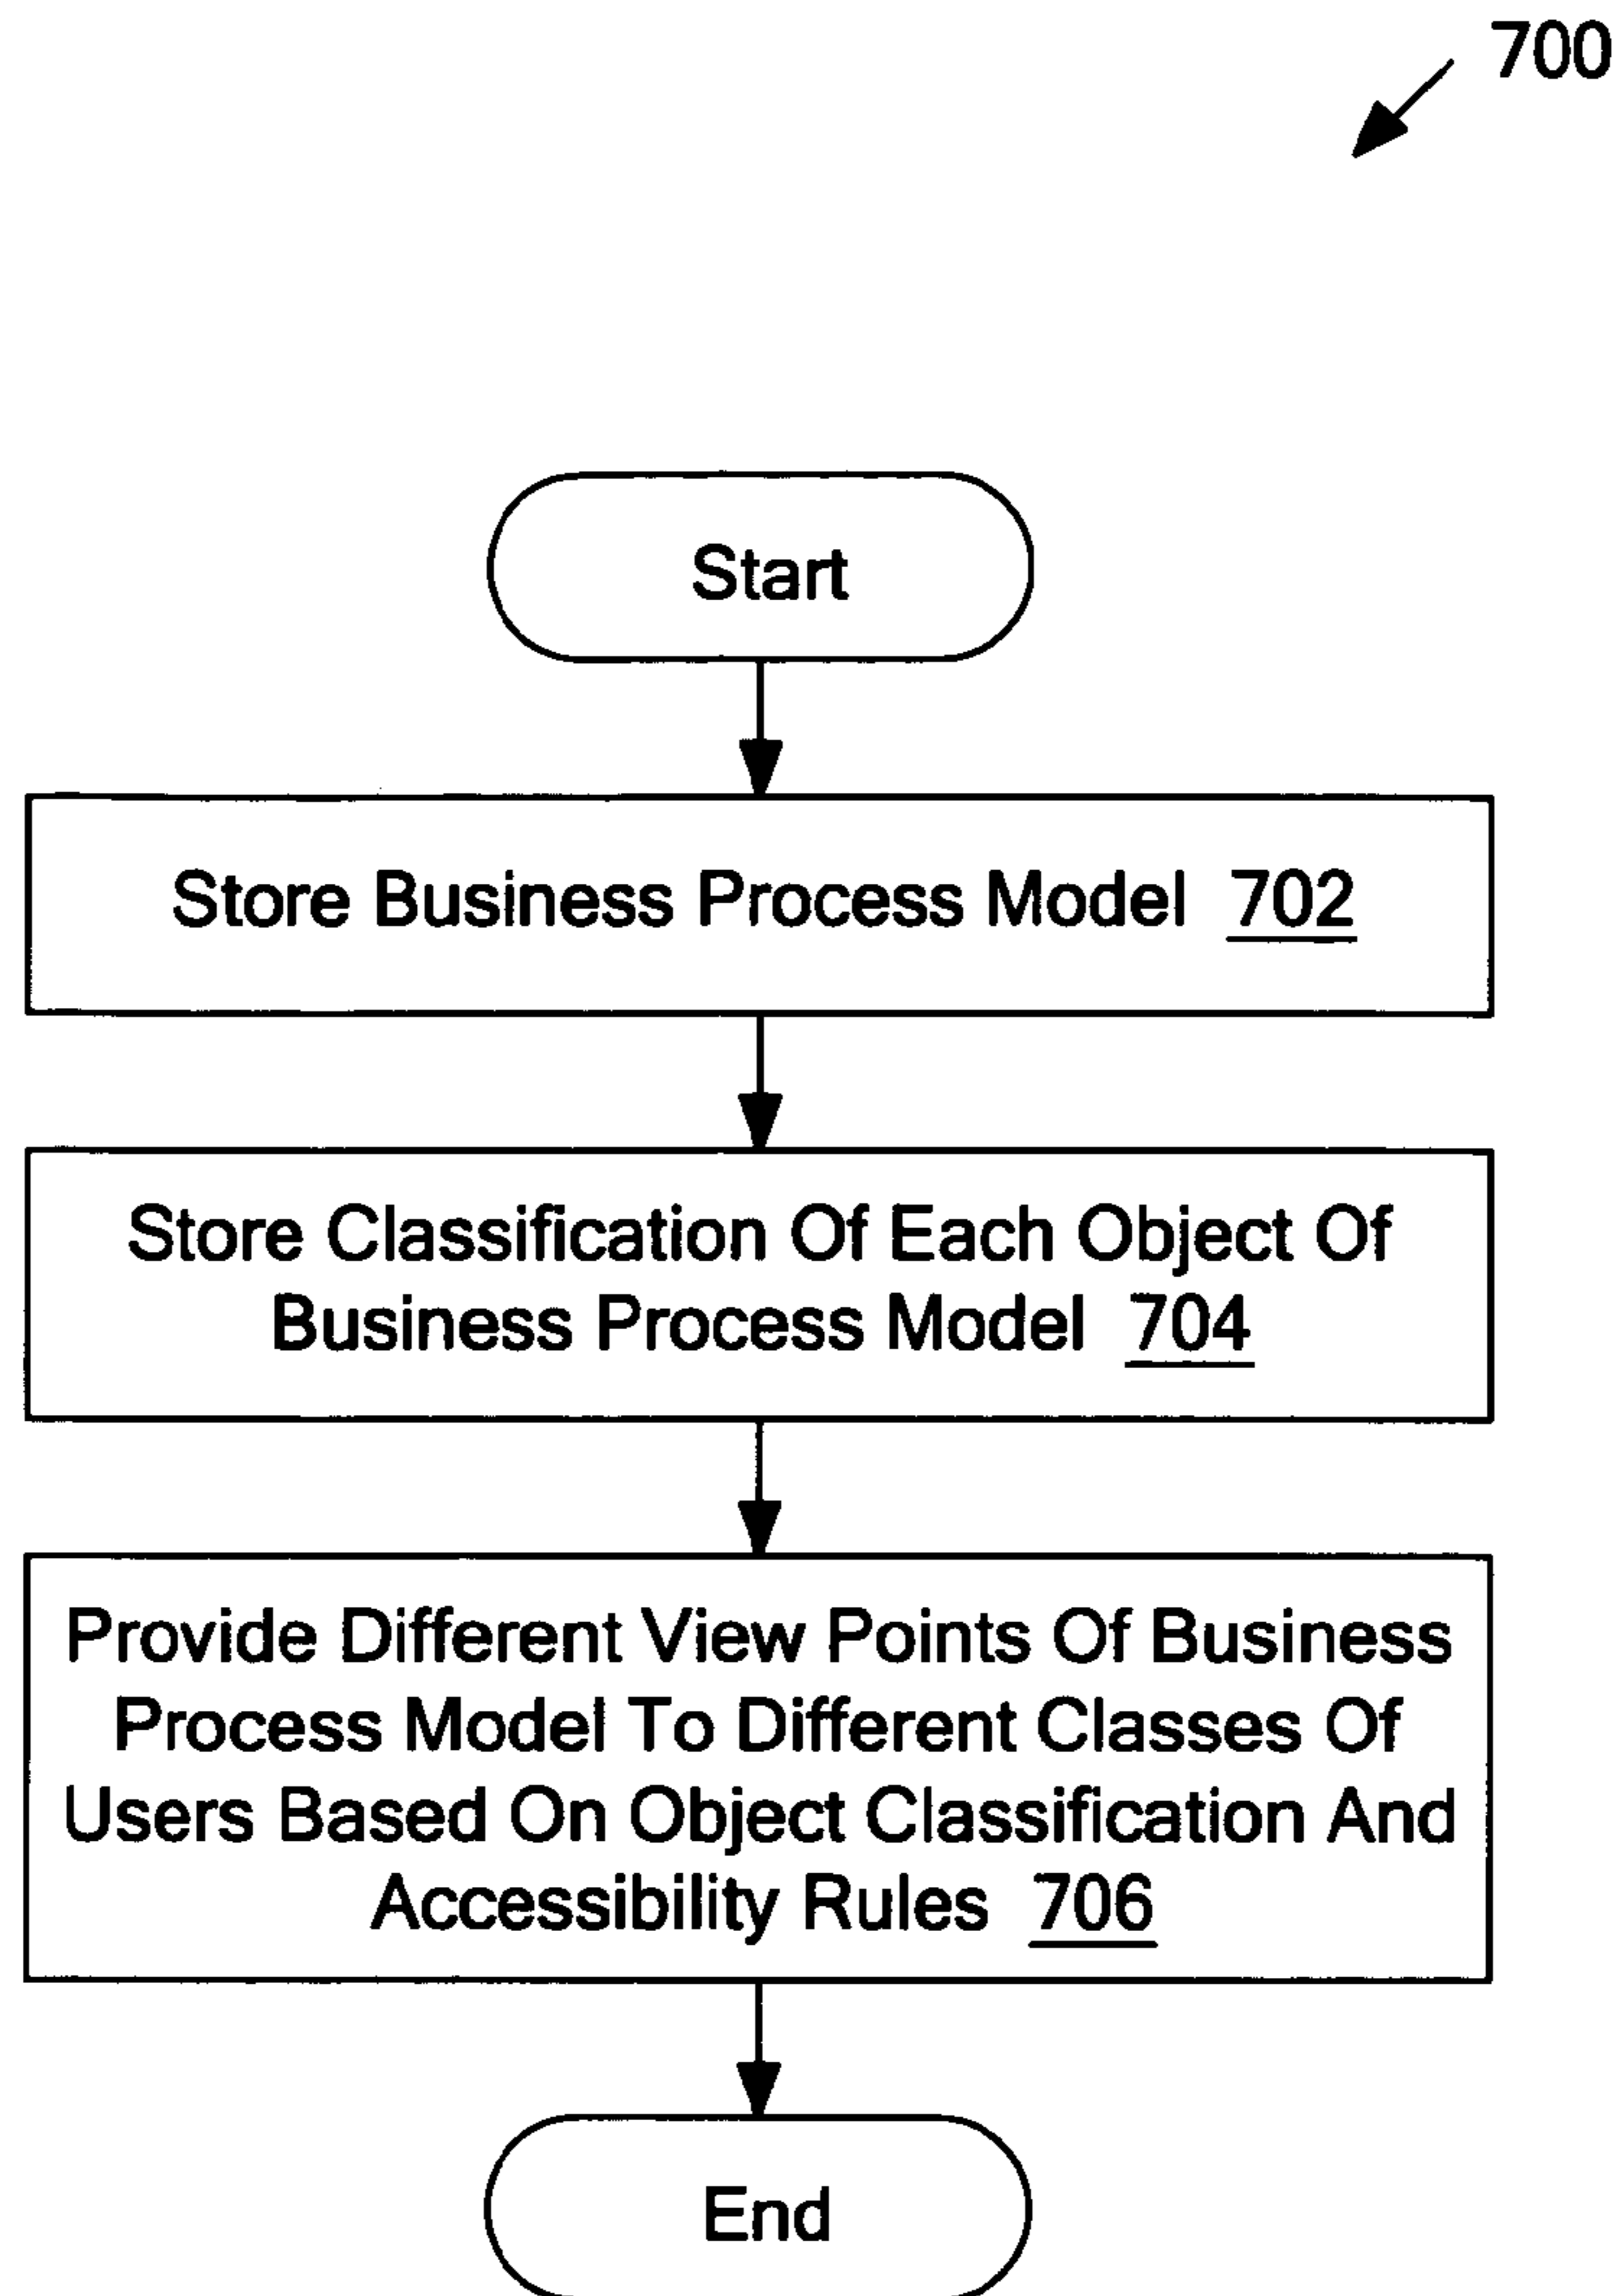 700
Start
Store Business Process Model 702
Store Classification Of Each Object Of
Business Process Model 704
Provide Different View Points Of Business
Process Model To Different Classes Of
Users Based On Object Classification And
Accessibility Rules 706
End